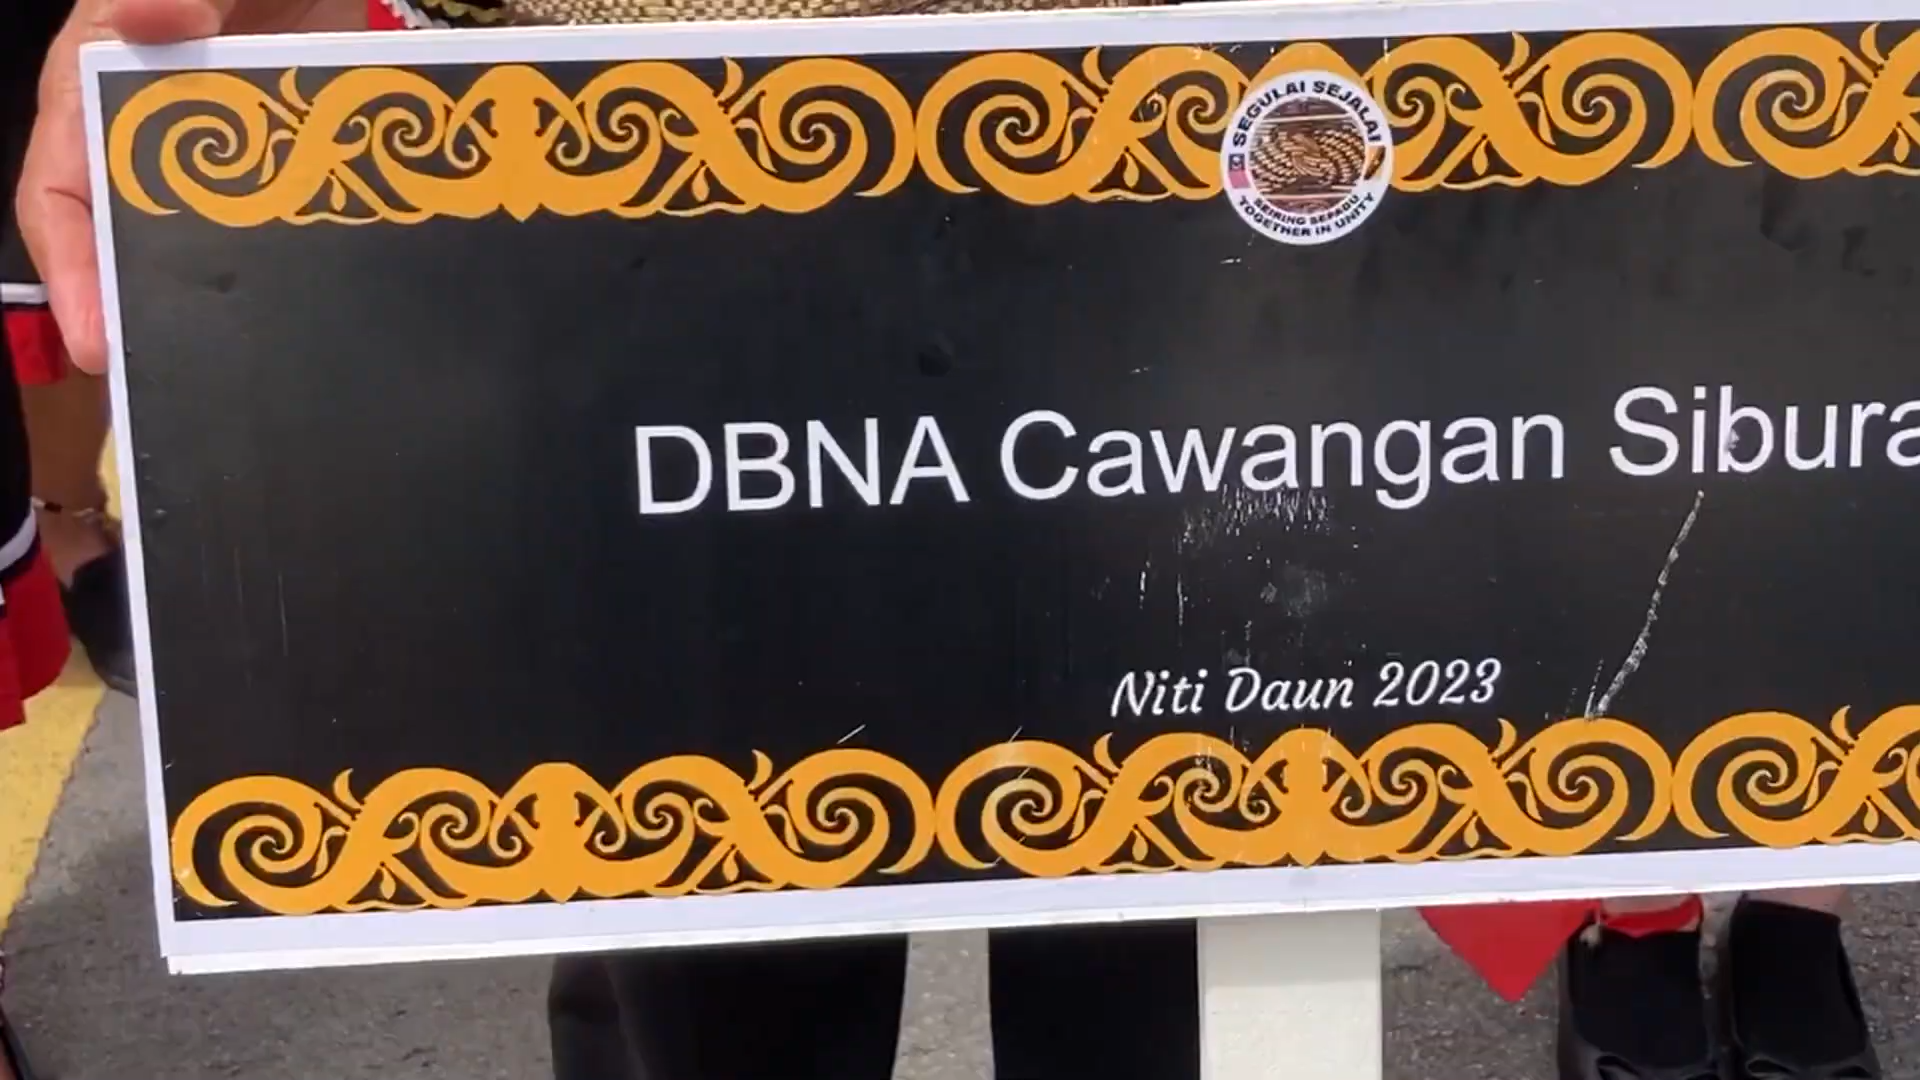 SEGULAI SEJALAI
SEIRING SEPADU
TOGETHER IN UNITY
DBNA Cawangan Sibura
Niti Daun 2023